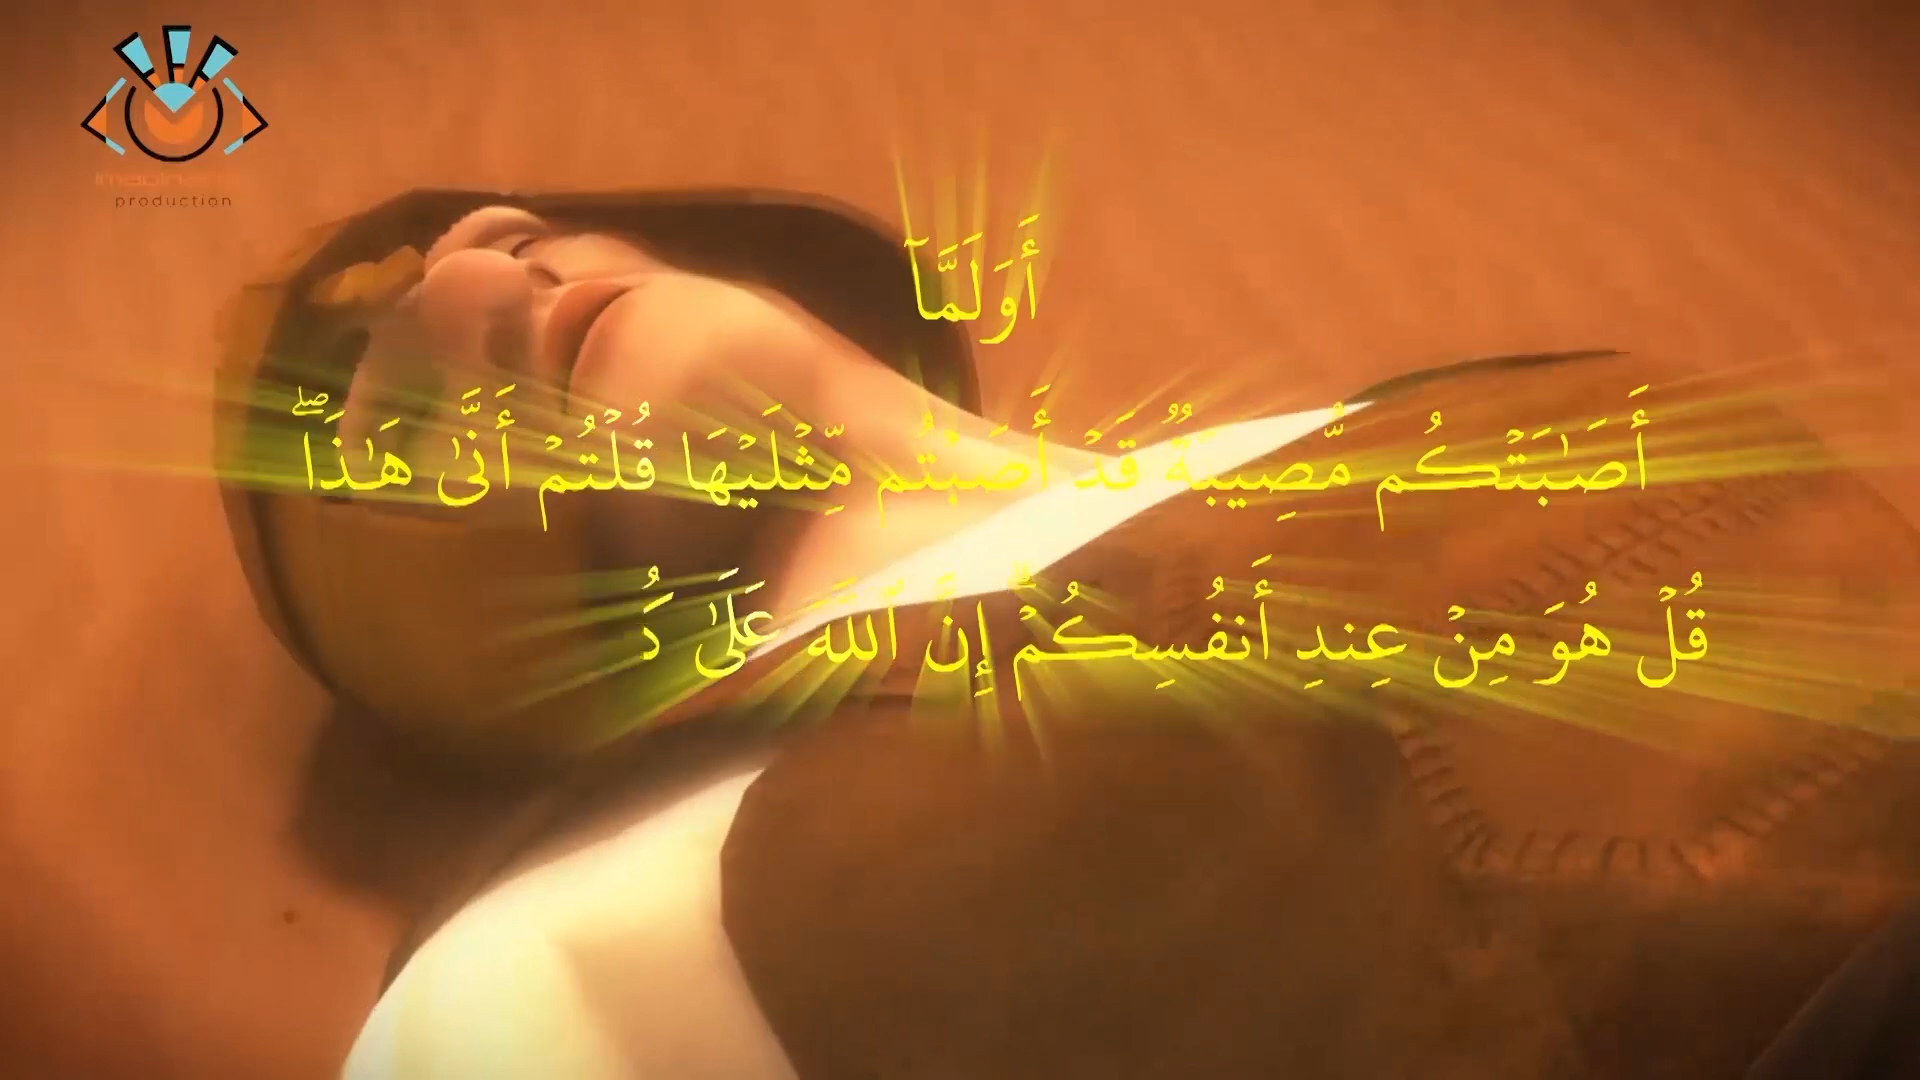 production
أَوَلَمَّآ
أَصَٰبَتْكُم مُّصِيبَةٌ قَدْ أَصَبْتُم مِّثْلَيْهَا قُلْتُمْ أَنَّىٰ هَٰذَا ۖ
قُلْ هُوَ مِنْ عِندِ أَنفُسِكُمْ ۗ إِنَّ ٱللَّهَ عَلَىٰ